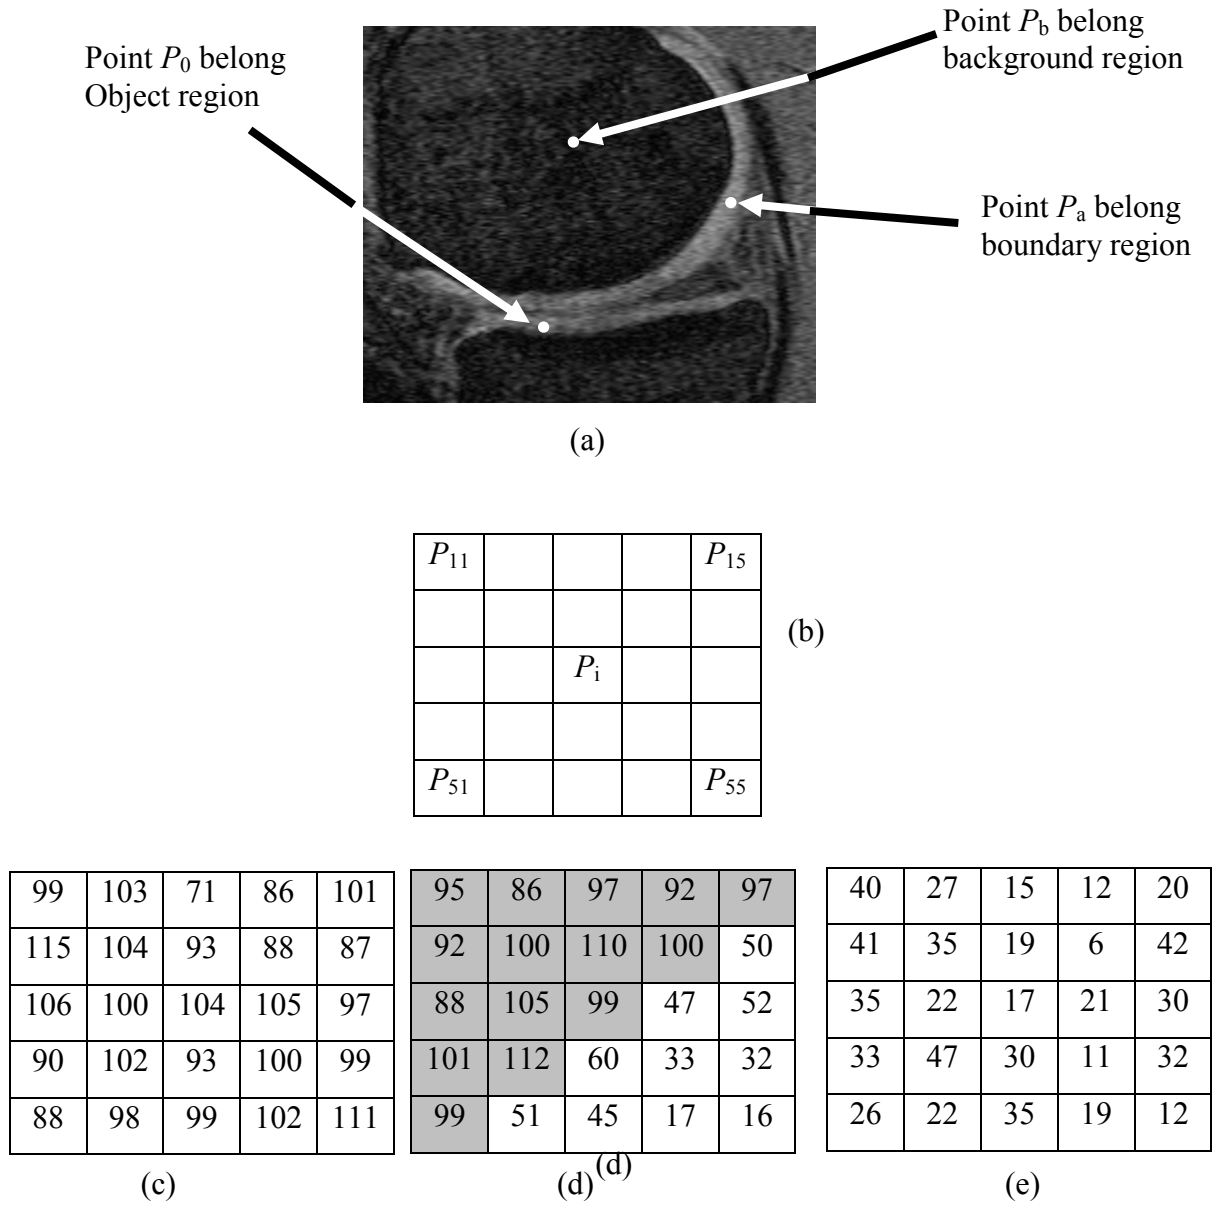 Point P0 belong
Object region
Point Pb belong
background region
Point Pa belong
boundary region
(a)
P11 P15
(b)
Pi
P51 P55
99 103 71 86 101
115 104 93 88 87
106 100 104 105 97
90 102 93 100 99
88 98 99 102 111
(c)
95 86 97 92 97
92 100 110 100 50
88 105 99 47 52
101 112 60 33 32
99 51 45 17 16
(d)
(d)
40 27 15 12 20
41 35 19 6 42
35 22 17 21 30
33 47 30 11 32
26 22 35 19 12
(e)